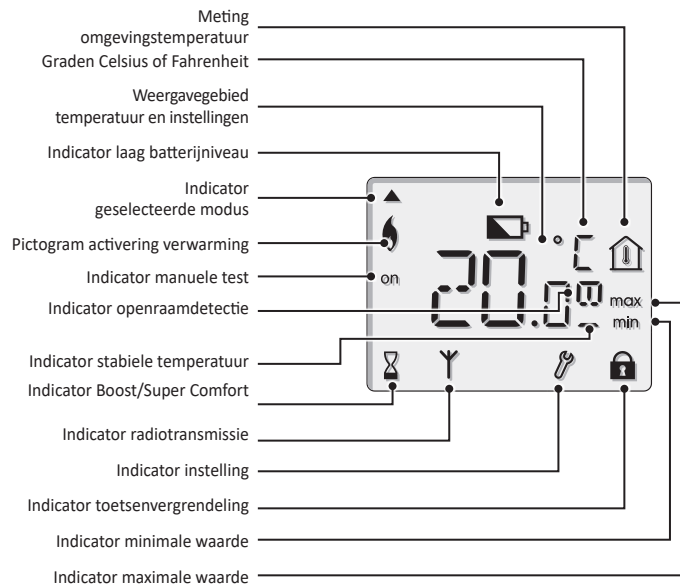 Meting
omgevingstemperatuur
Graden Celsius of Fahrenheit
Weergavegebied
temperatuur en instellingen
Indicator laag batterijniveau
Indicator
geselecteerde modus
Pictogram activering verwarming
Indicator manuele test
Indicator openraamdetectie
Indicator stabiele temperatuur
Indicator Boost/Super Comfort
Indicator radiotransmissie
Indicator instelling
Indicator toetsenvergrendeling
Indicator minimale waarde
Indicator maximale waarde
on
20.0
°C
max
min